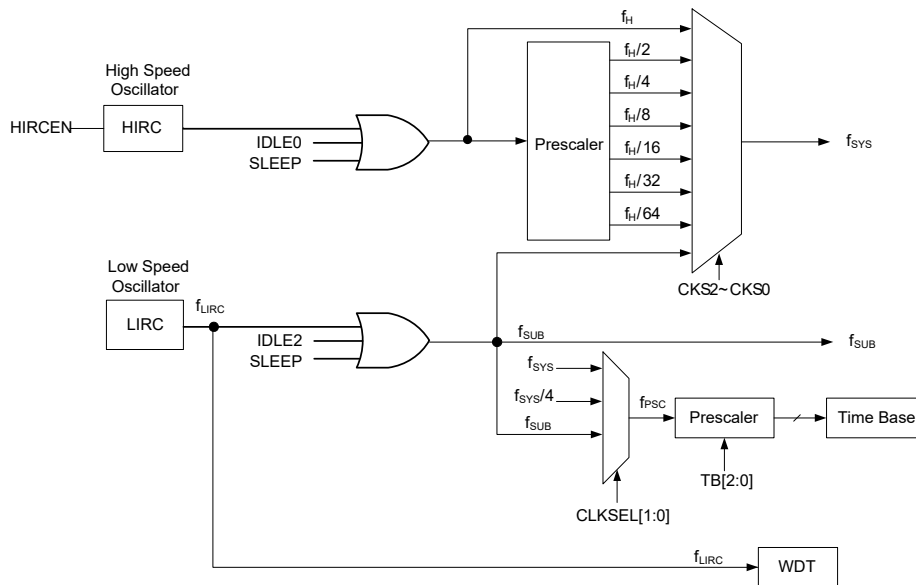 High Speed
Oscillator
HIRCEN
HIRC
IDLE0
SLEEP
Prescaler
fH
fH/2
fH/4
fH/8
fH/16
fH/32
fH/64
fSYS
CKS2~CKS0
Low Speed
Oscillator
LIRC
fLIRC
IDLE2
SLEEP
fSUB
fSUB
fSYS
fSYS/4
fSUB
fPSC
Prescaler
Time Base
TB[2:0]
CLKSEL[1:0]
fLIRC
WDT